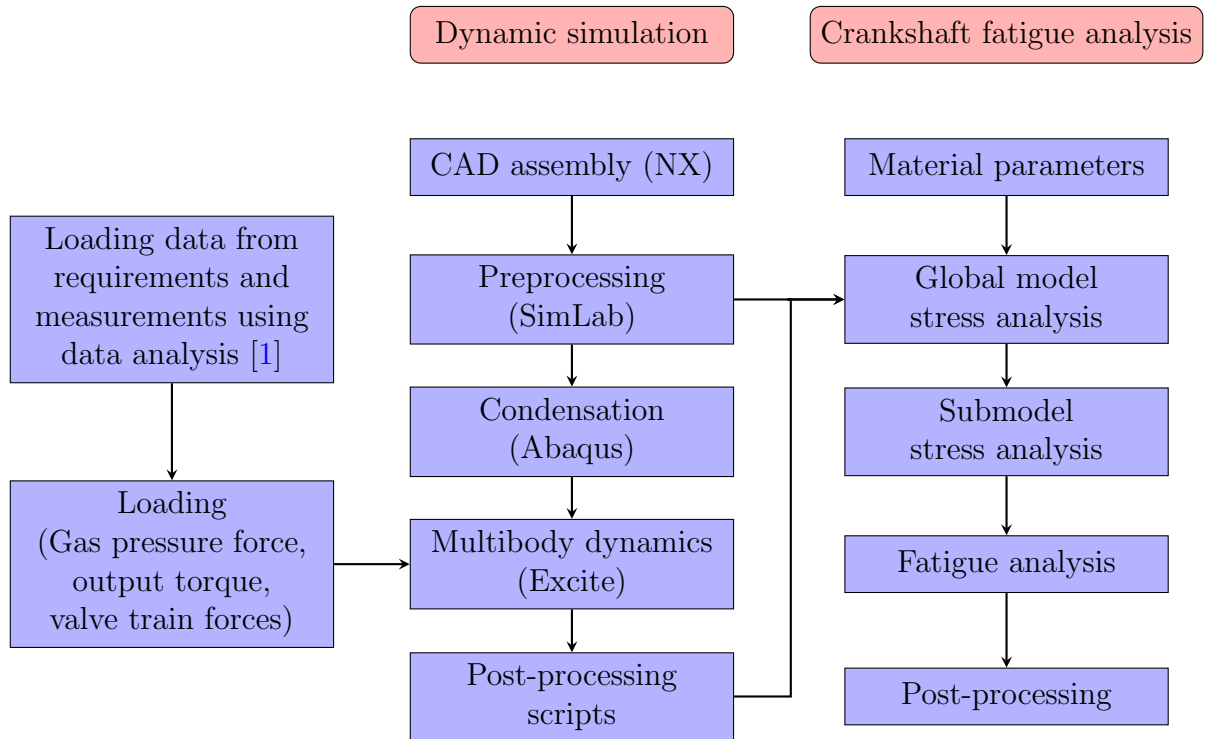 Dynamic simulation
Crankshaft fatigue analysis
Loading data from
requirements and
measurements using
data analysis [1]
Loading
(Gas pressure force,
output torque,
valve train forces)
CAD assembly (NX)
Preprocessing
(SimLab)
Condensation
(Abaqus)
Multibody dynamics
(Excite)
Post-processing
scripts
Material parameters
Global model
stress analysis
Submodel
stress analysis
Fatigue analysis
Post-processing